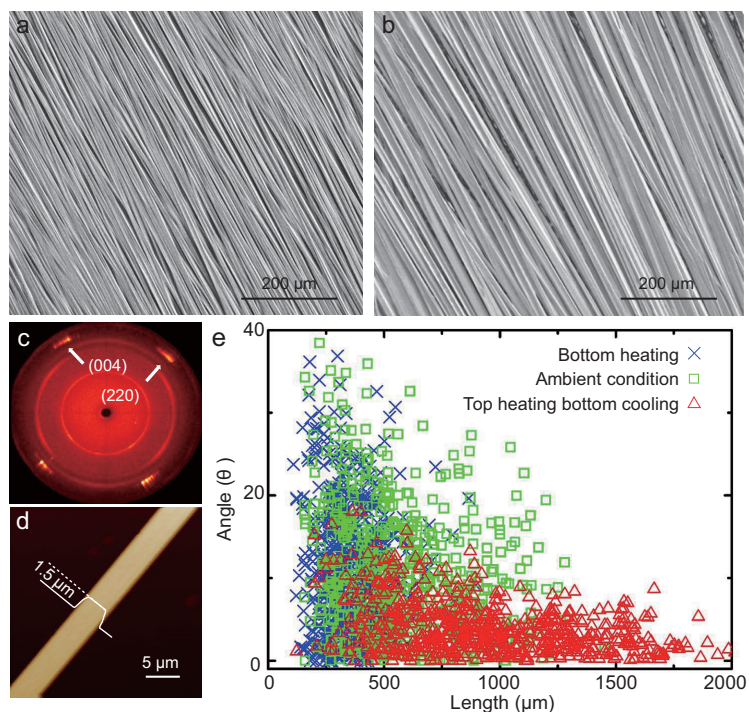 a
200 µm
b
200 µm
c
(004)
(220)
d
1.5 µm
5 µm
e
Bottom heating
Ambient condition
Top heating bottom cooling
40
20
0
Angle (θ)
0
500
1000
1500
2000
Length (µm)